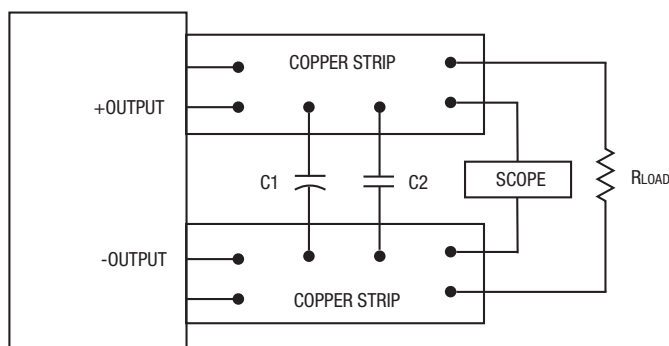 COPPER STRIP
+OUTPUT
C1
C2
SCOPE
RLOAD
-OUTPUT
COPPER STRIP